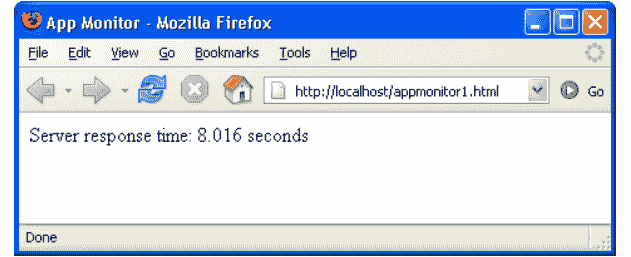 App Monitor - Mozilla Firefox
File Edit View Go Bookmarks Tools Help
http://localhost/appmonitor1.html Go
Server response time: 8.016 seconds
Done